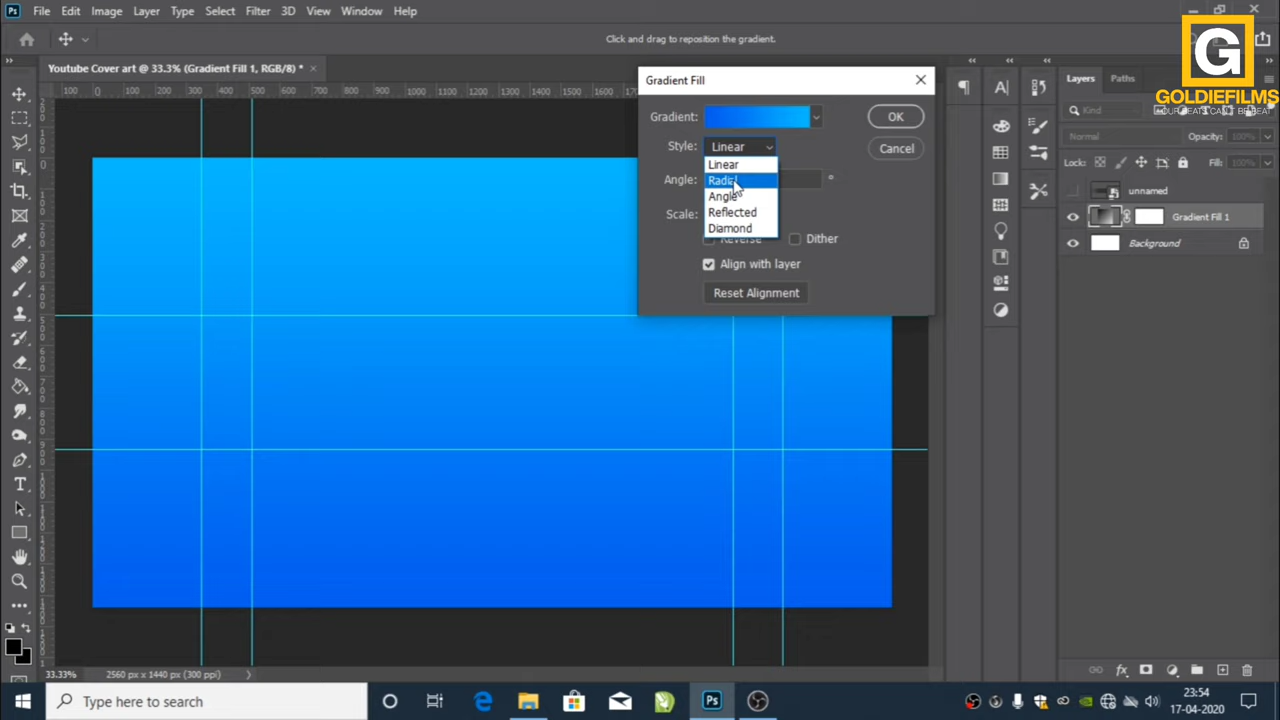 Ps File Edit Image Layer Type Select Filter 3D View Window Help
Click and drag to reposition the gradient.
G
GOLDIEFILMS
Youtube Cover art @ 33.3% (Gradient Fill 1, RGB/8) *
100 0 100 200 300 400 500 600 700 800 900 1000 1100 1200 1300 1400 1500 1600
Gradient Fill
Gradient:
OK
Style: Linear
Cancel
Linear
Radial
Angle
Reflected
Diamond
Angle:
Scale:
Reverse
Dither
Align with layer
Reset Alignment
Layers Paths
Kind
Normal
Opacity: 100%
Lock:
Fill: 100%
unnamed
Gradient Fill 1
Background
33.33% 2560 px x 1440 px (300 ppi)
Type here to search
Ps
23:54
17-04-2020